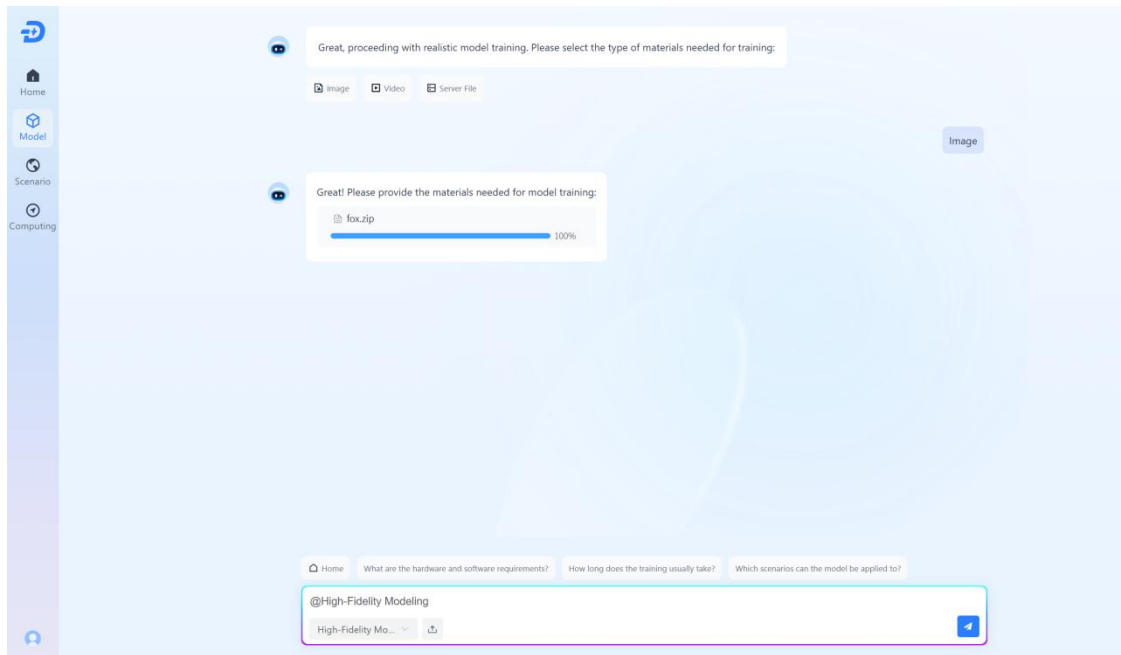 Home
Model
Scenario
Computing
Great, proceeding with realistic model training. Please select the type of materials needed for training:
Image Video Server File
Image
Great! Please provide the materials needed for model training:
fox.zip
100%
Home What are the hardware and software requirements? How long does the training usually take? Which scenarios can the model be applied to?
@High-Fidelity Modeling
High-Fidelity Mo...